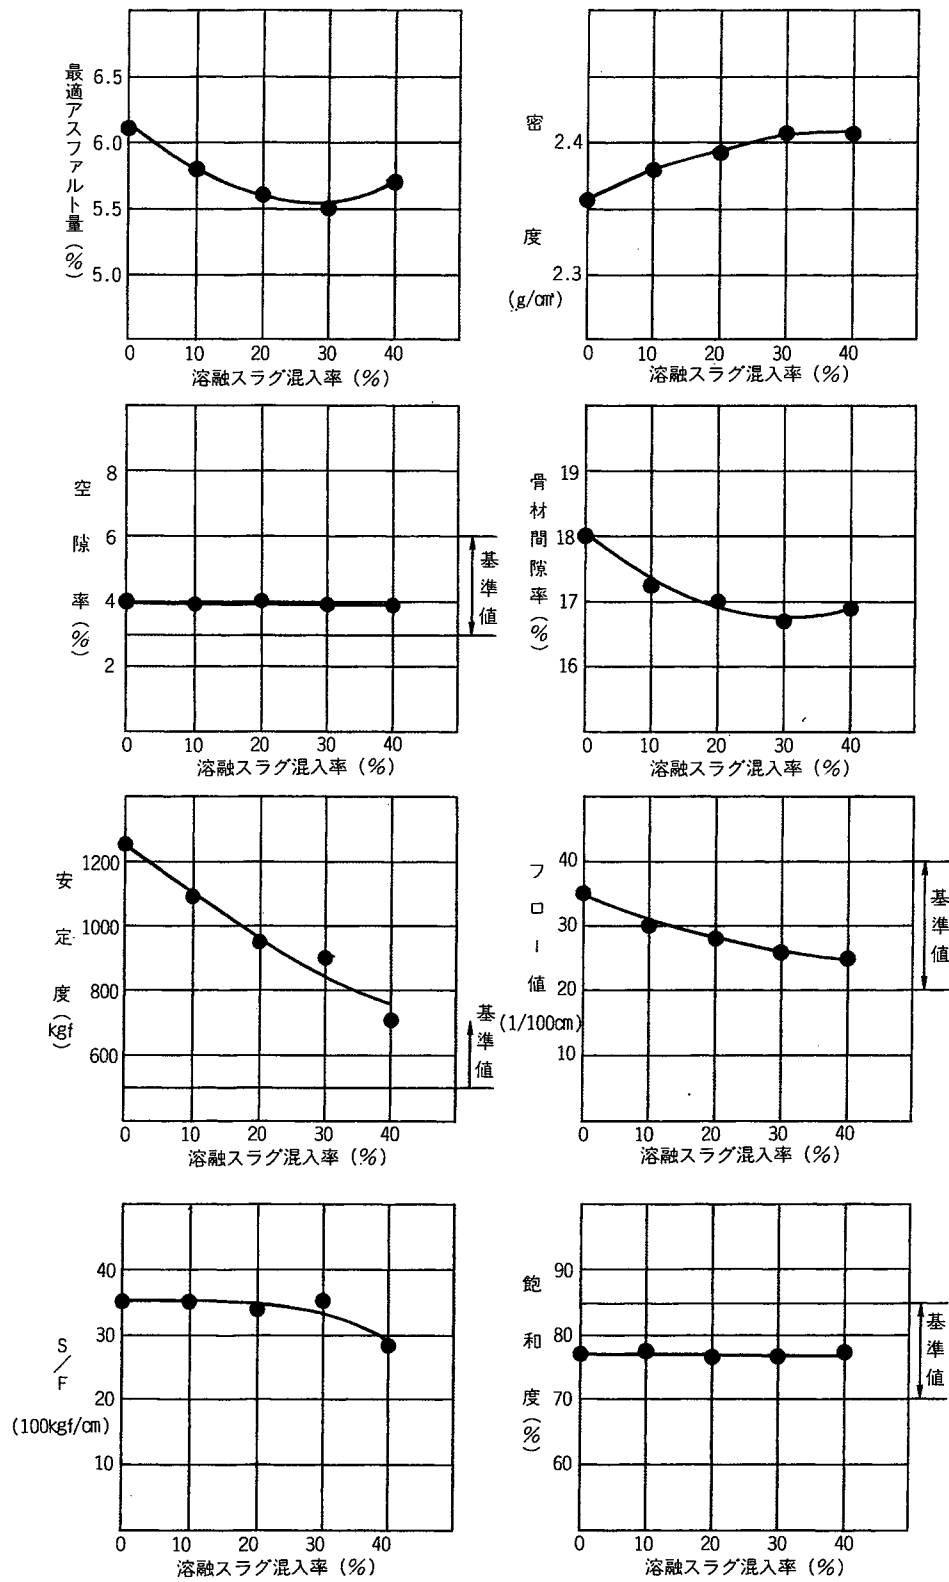 最適アスファルト量(%)
6.5
6.0
5.5
5.0
0 10 20 30 40
溶融スラグ混入率 (%)
密度
(g/cm³)
2.4
2.3
0 10 20 30 40
溶融スラグ混入率 (%)
空隙率(%)
8
6
4
2
基準値
0 10 20 30 40
溶融スラグ混入率 (%)
骨材間隙率(%)
19
18
17
16
0 10 20 30 40
溶融スラグ混入率 (%)
安定度(kgf)
1200
1000
800
600
基準値
0 10 20 30 40
溶融スラグ混入率 (%)
フロー値
(1/100cm)
40
30
20
10
基準値
0 10 20 30 40
溶融スラグ混入率 (%)
S/F
(100kgf/cm)
40
30
20
10
0 10 20 30 40
溶融スラグ混入率 (%)
飽和度(%)
90
80
70
60
基準値
0 10 20 30 40
溶融スラグ混入率 (%)